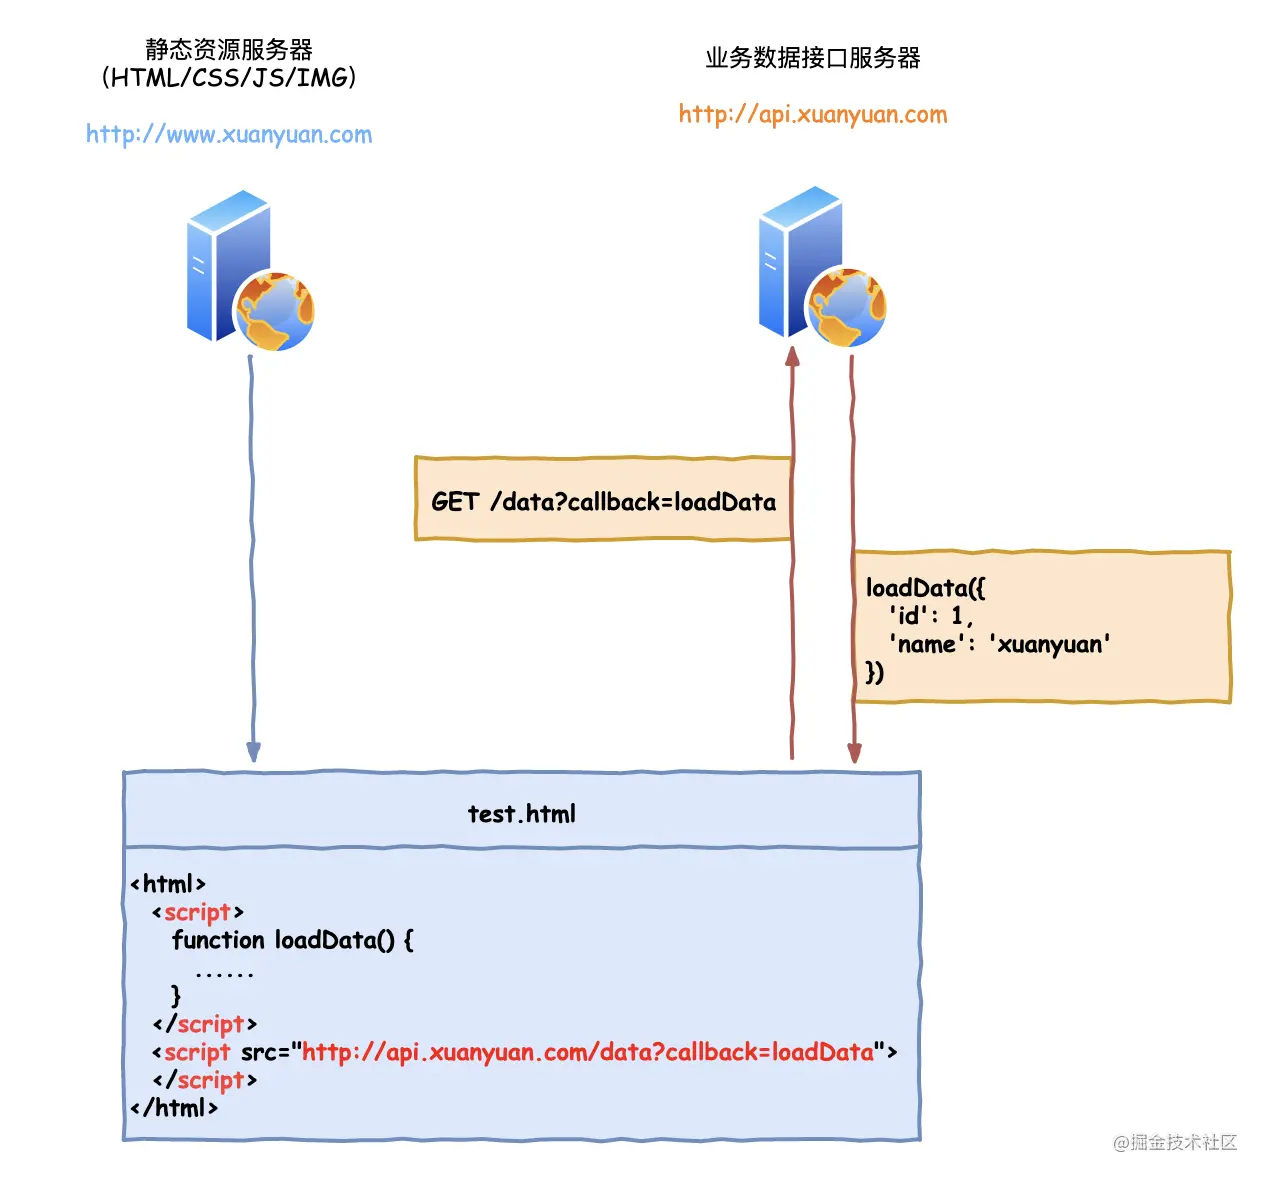 静态资源服务器
(HTML/CSS/JS/IMG)
http://www.xuanyuan.com
业务数据接口服务器
http://api.xuanyuan.com
GET /data?callback=loadData
loadData({
'id': 1,
'name': 'xuanyuan'
})
test.html
<html>
<script>
function loadData() {
......
}
</script>
<script src="http://api.xuanyuan.com/data?callback=loadData">
</script>
</html>
@掘金技术社区